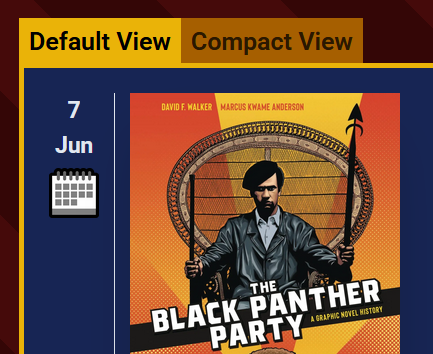 Default View
Compact View
7
Jun
DAVID F. WALKER MARCUS KWAME ANDERSON
THE
BLACK PANTHER
PARTY
A GRAPHIC NOVEL HISTORY